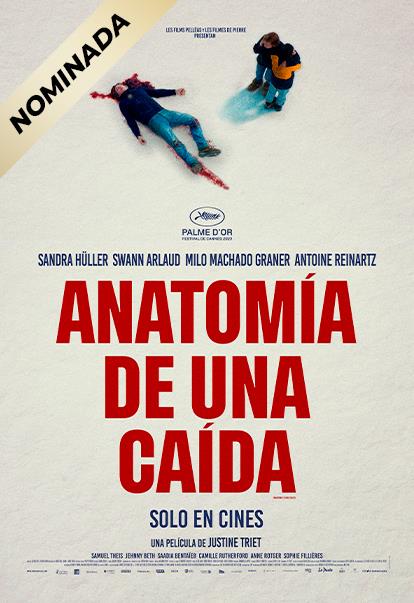 NOMINADA
LES FILMS PELLÉAS Y LES FILMS DE PIERRE
PRESENTAN
PALME D'OR
FESTIVAL DE CANNES 2023
SANDRA HÜLLER SWANN ARLAUD MILO MACHADO GRANER ANTOINE REINARTZ
ANATOMÍA
DE UNA
CAÍDA
SOLO EN CINES
UNA PELÍCULA DE JUSTINE TRIET
SAMUEL THEIS JEHNNY BETH SAADIA BENTAÏEB CAMILLE RUTHERFORD ANNE ROTGER SOPHIE FILLIÈRES